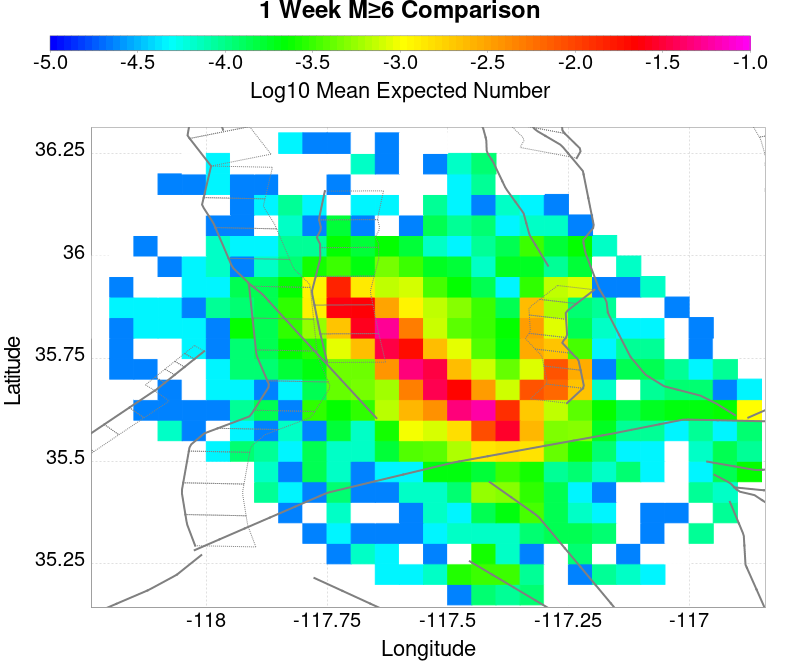 1 Week M≥6 Comparison
-5.0 -4.5 -4.0 -3.5 -3.0 -2.5 -2.0 -1.5 -1.0
Log10 Mean Expected Number
36.25
36
35.75
35.5
35.25
Latitude
-118 -117.75 -117.5 -117.25 -117
Longitude